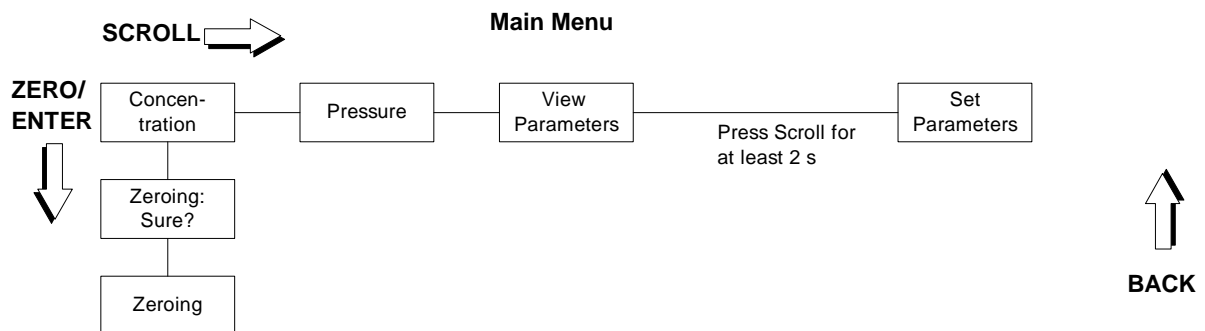 Main Menu
SCROLL
ZERO/
ENTER
Concen-
tration
Pressure
View
Parameters
Press Scroll for
at least 2 s
Set
Parameters
Zeroing:
Sure?
Zeroing
BACK